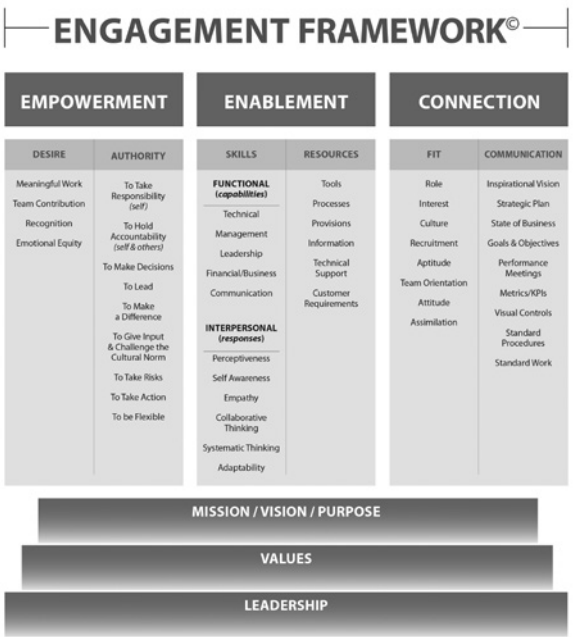 ENGAGEMENT FRAMEWORK©
EMPOWERMENT
DESIRE
Meaningful Work
Team Contribution
Recognition
Emotional Equity
AUTHORITY
To Take
Responsibility
(self)
To Hold
Accountability
(self & others)
To Make Decisions
To Lead
To Make
a Difference
To Give Input
& Challenge the
Cultural Norm
To Take Risks
To Take Action
To be Flexible
ENABLEMENT
SKILLS
FUNCTIONAL
(capabilities)
Technical
Management
Leadership
Financial/Business
Communication
INTERPERSONAL
(responses)
Perceptiveness
Self Awareness
Empathy
Collaborative
Thinking
Systematic Thinking
Adaptability
RESOURCES
Tools
Processes
Provisions
Information
Technical
Support
Customer
Requirements
CONNECTION
FIT
Role
Interest
Culture
Recruitment
Aptitude
Team Orientation
Attitude
Assimilation
COMMUNICATION
Inspirational Vision
Strategic Plan
State of Business
Goals & Objectives
Performance
Meetings
Metrics/KPIs
Visual Controls
Standard
Procedures
Standard Work
MISSION / VISION / PURPOSE
VALUES
LEADERSHIP